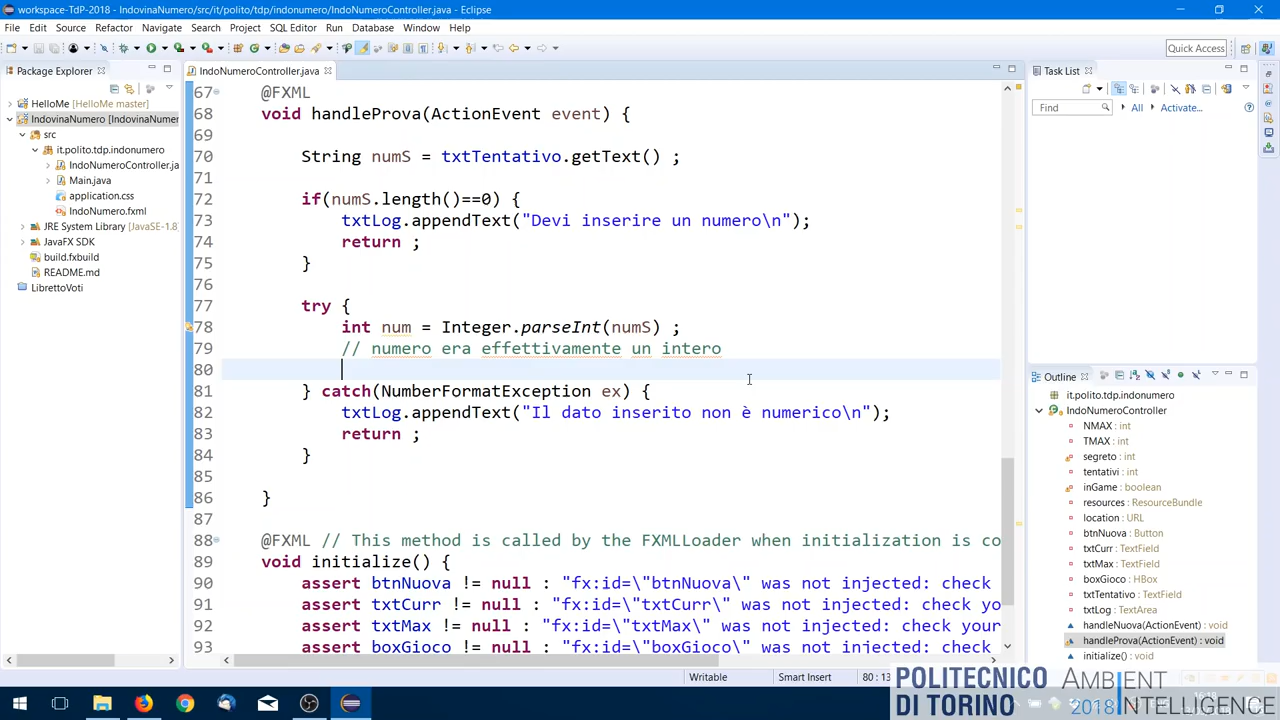 workspace-TdP-2018 - IndovinaNumero/src/it/polito/tdp/indonumero/IndoNumeroController.java - Eclipse
File Edit Source Refactor Navigate Search Project SQL Editor Run Database Window Help
Quick Access
Package Explorer
HelloMe [HelloMe master]
IndovinaNumero [IndovinaNumer
src
it.polito.tdp.indonumero
IndoNumeroController.ja
Main.java
application.css
IndoNumero.fxml
JRE System Library [JavaSE-1.8]
JavaFX SDK
build.fxbuild
README.md
LibrettoVoti
IndoNumeroController.java
67 @FXML
68 void handleProva(ActionEvent event) {
69
70 String numS = txtTentativo.getText() ;
71
72 if(numS.length()==0) {
73 txtLog.appendText("Devi inserire un numero\n");
74 return ;
75 }
76
77 try {
78 int num = Integer.parseInt(numS) ;
79 // numero era effettivamente un intero
80
81 } catch(NumberFormatException ex) {
82 txtLog.appendText("Il dato inserito non è numerico\n");
83 return ;
84 }
85
86 }
87
88 @FXML // This method is called by the FXMLLoader when initialization is co
89 void initialize() {
90 assert btnNuova != null : "fx:id=\"btnNuova\" was not injected: check
91 assert txtCurr != null : "fx:id=\"txtCurr\" was not injected: check yo
92 assert txtMax != null : "fx:id=\"txtMax\" was not injected: check your
93 assert boxGioco != null : "fx:id=\"boxGioco\" was not injected: check
Task List
Find All Activate...
Outline
it.polito.tdp.indonumero
IndoNumeroController
NMAX : int
TMAX : int
segreto : int
tentativi : int
inGame : boolean
resources : ResourceBundle
location : URL
btnNuova : Button
txtCurr : TextField
txtMax : TextField
boxGioco : HBox
txtTentativo : TextField
txtLog : TextArea
handleNuova(ActionEvent) : void
handleProva(ActionEvent) : void
initialize() : void
Writable Smart Insert 80 : 13
POLITECNICO DI TORINO
AmbIENT 2018 INTELLIGENCE
16:18